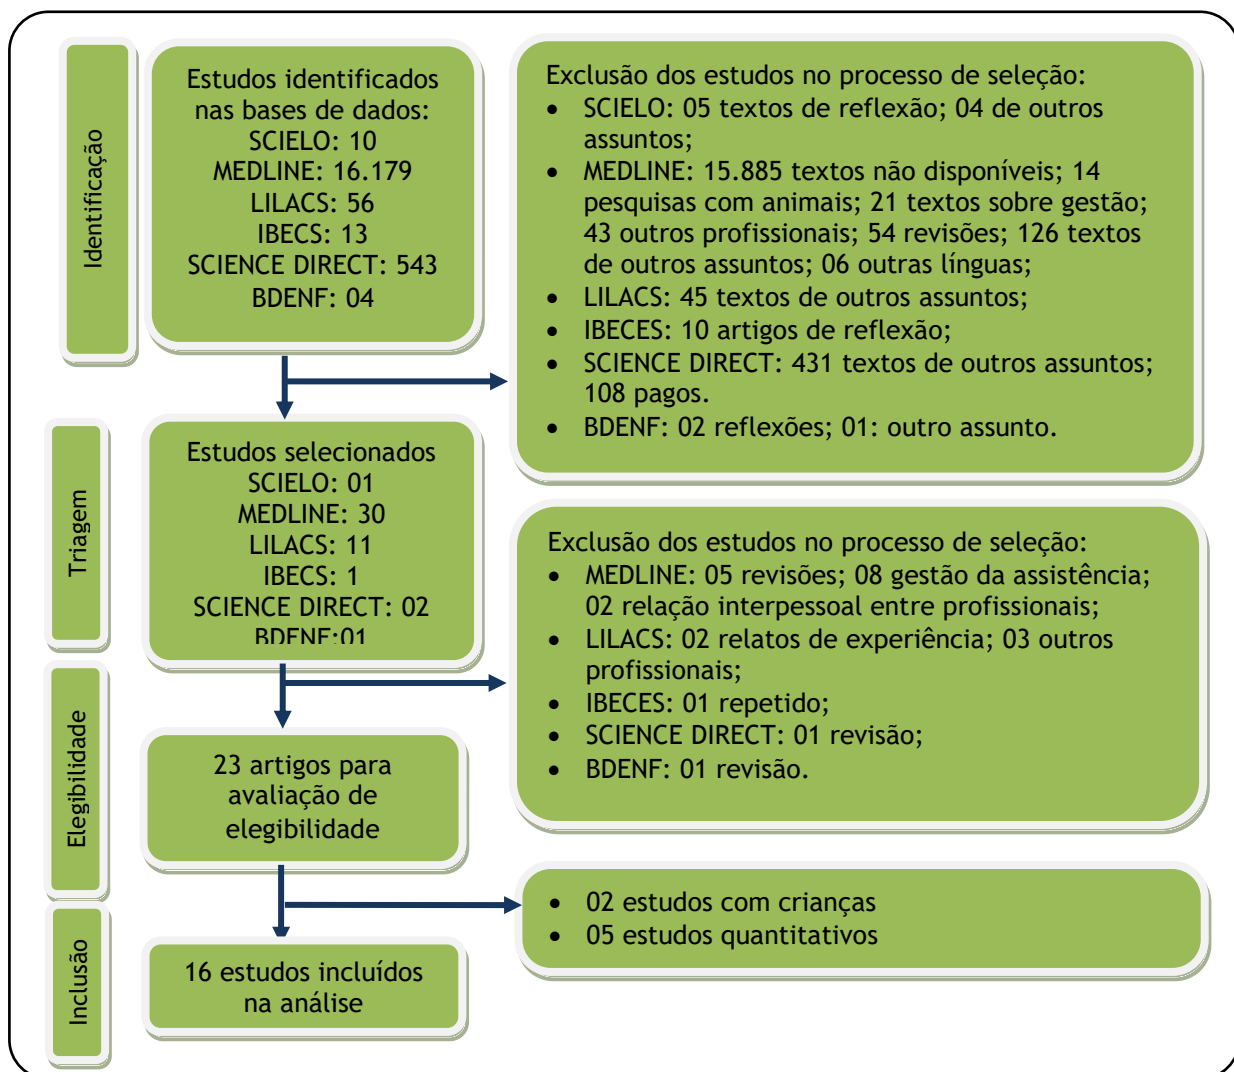 Identificação
Estudos identificados
nas bases de dados:
SCIELO: 10
MEDLINE: 16.179
LILACS: 56
IBECS: 13
SCIENCE DIRECT: 543
BDENF: 04
Exclusão dos estudos no processo de seleção:
• SCIELO: 05 textos de reflexão; 04 de outros
assuntos;
• MEDLINE: 15.885 textos não disponíveis; 14
pesquisas com animais; 21 textos sobre gestão;
43 outros profissionais; 54 revisões; 126 textos
de outros assuntos; 06 outras línguas;
• LILACS: 45 textos de outros assuntos;
• IBECES: 10 artigos de reflexão;
• SCIENCE DIRECT: 431 textos de outros assuntos;
108 pagos.
• BDENF: 02 reflexões; 01: outro assunto.
Triagem
Estudos selecionados
SCIELO: 01
MEDLINE: 30
LILACS: 11
IBECS: 1
SCIENCE DIRECT: 02
BDENF:01
Exclusão dos estudos no processo de seleção:
• MEDLINE: 05 revisões; 08 gestão da assistência;
02 relação interpessoal entre profissionais;
• LILACS: 02 relatos de experiência; 03 outros
profissionais;
• IBECES: 01 repetido;
• SCIENCE DIRECT: 01 revisão;
• BDENF: 01 revisão.
Elegibilidade
23 artigos para
avaliação de
elegibilidade
• 02 estudos com crianças
• 05 estudos quantitativos
Inclusão
16 estudos incluídos
na análise